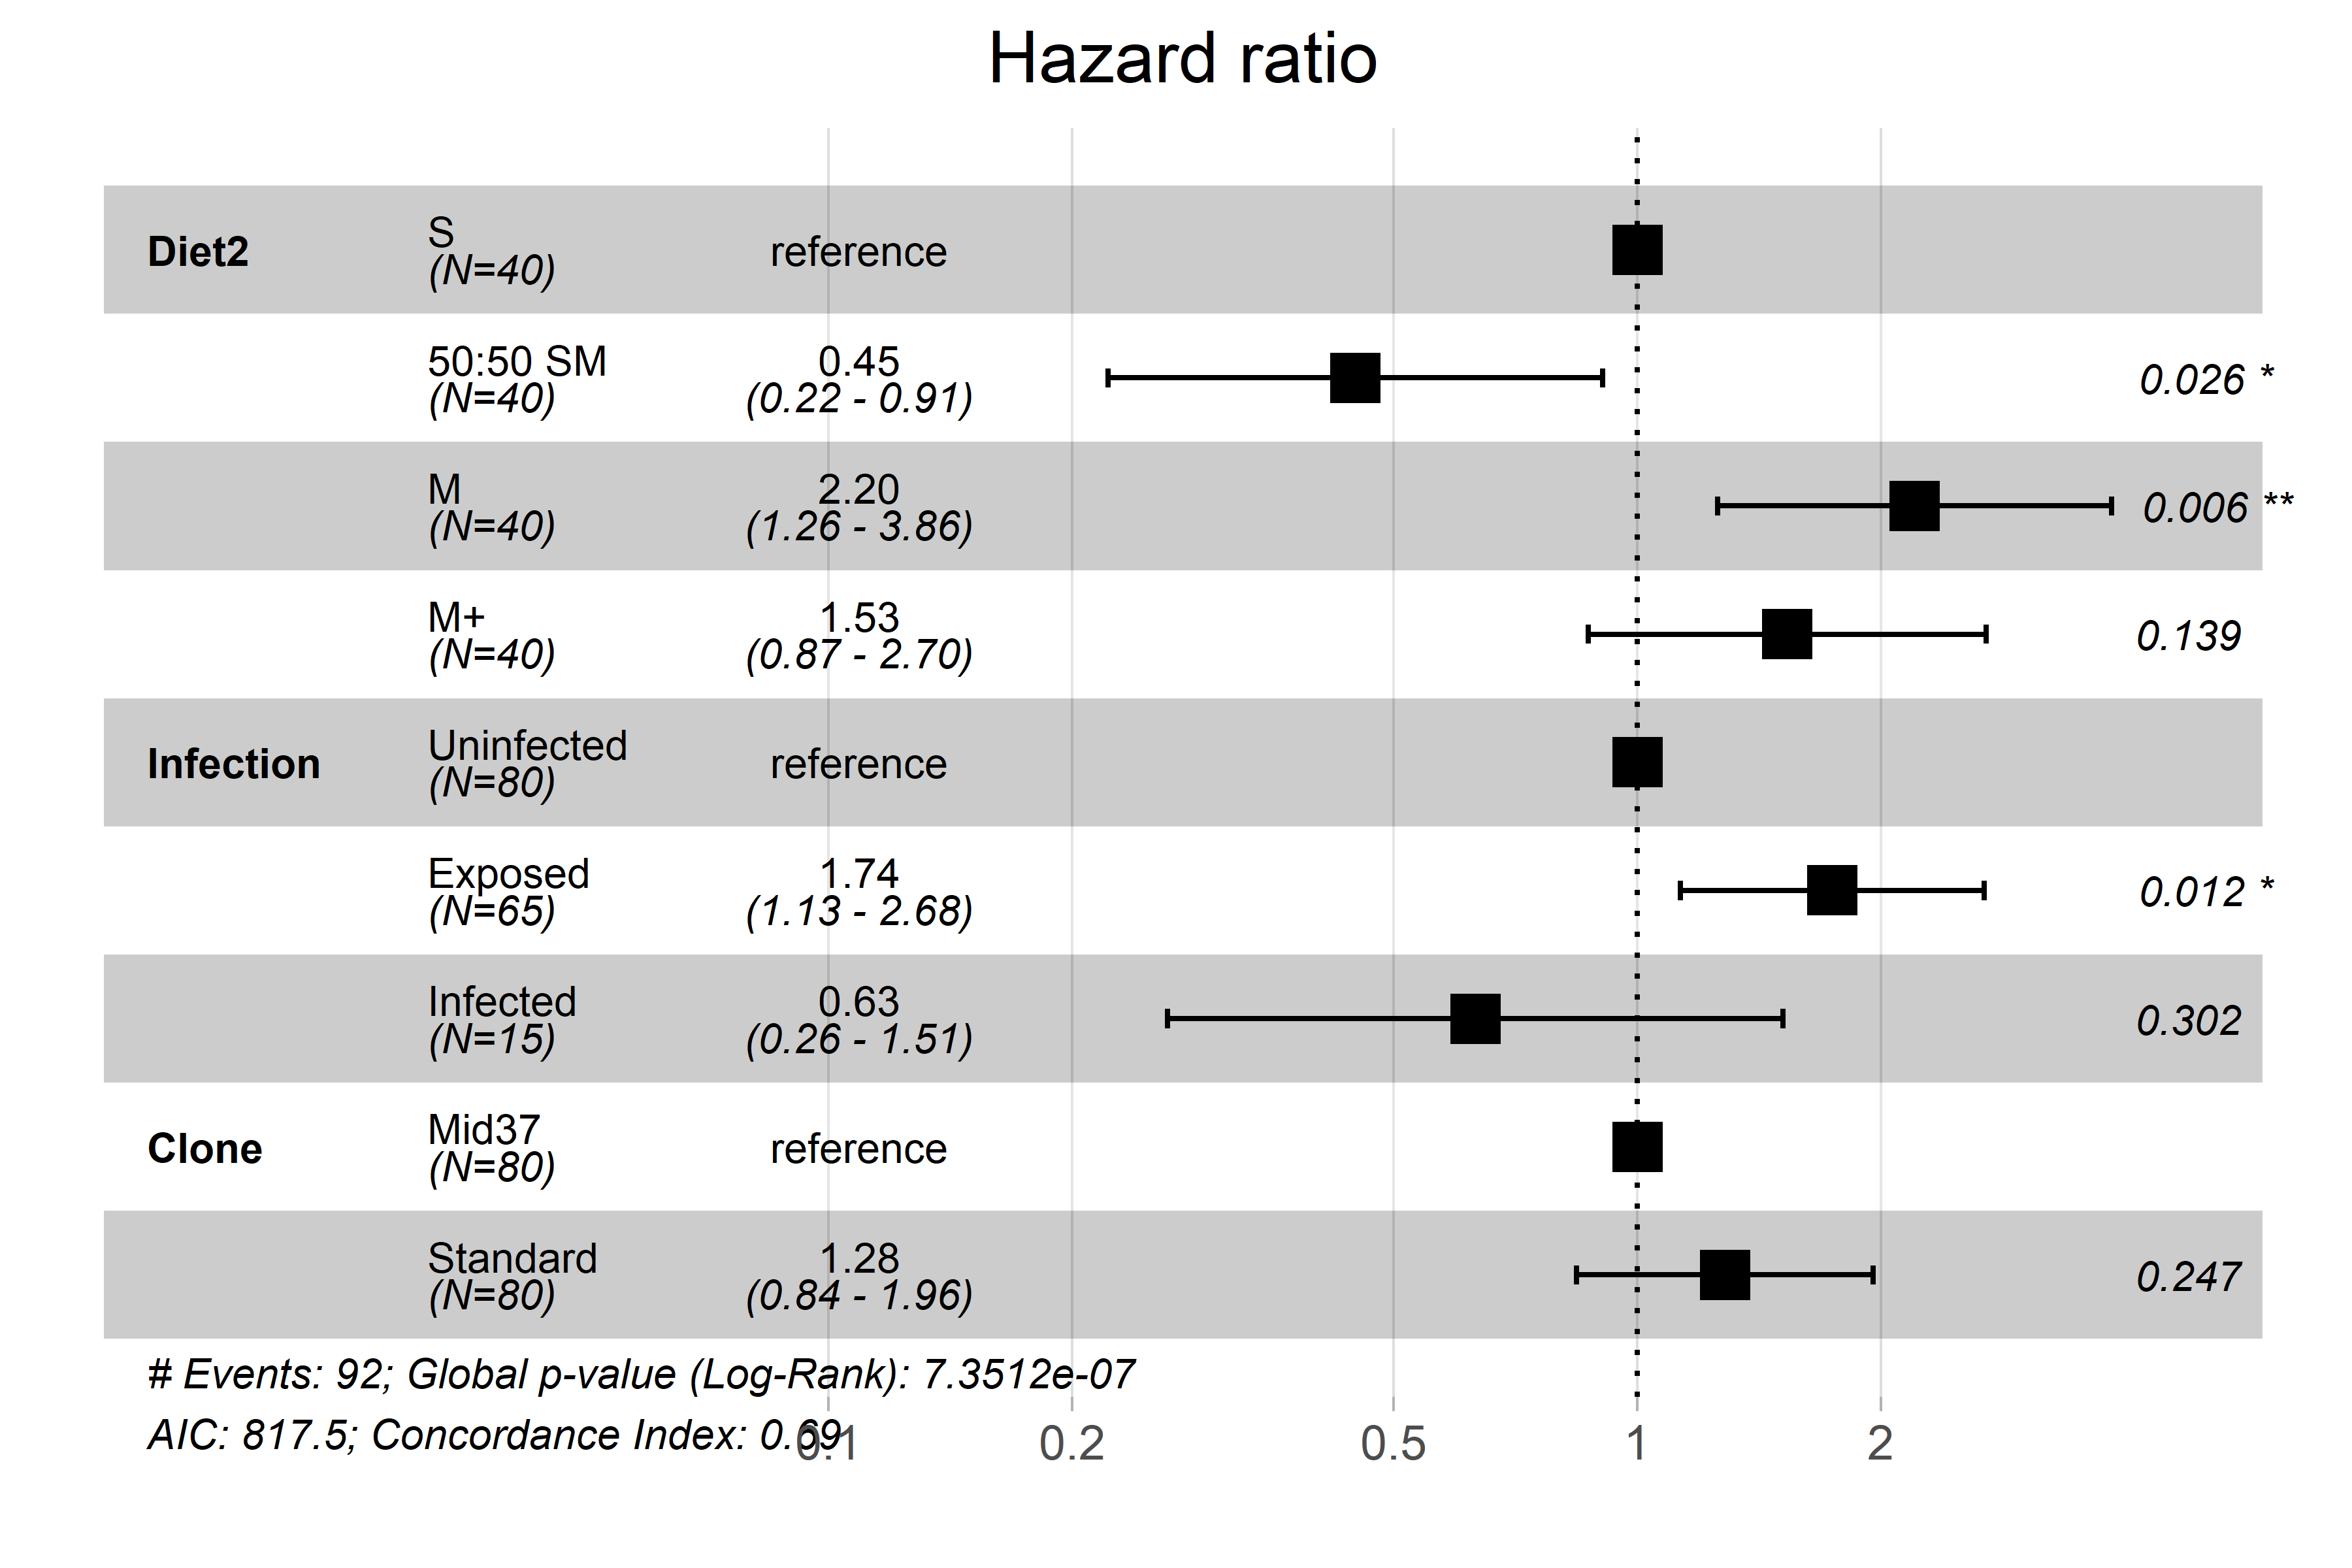 Hazard ratio
Diet2
S
(N=40)
reference
50:50 SM
(N=40)
0.45
(0.22 - 0.91)
0.026 *
M
(N=40)
2.20
(1.26 - 3.86)
0.006 **
M+
(N=40)
1.53
(0.87 - 2.70)
0.139
Infection
Uninfected
(N=80)
reference
Exposed
(N=65)
1.74
(1.13 - 2.68)
0.012 *
Infected
(N=15)
0.63
(0.26 - 1.51)
0.302
Clone
Mid37
(N=80)
reference
Standard
(N=80)
1.28
(0.84 - 1.96)
0.247
# Events: 92; Global p-value (Log-Rank): 7.3512e-07
AIC: 817.5; Concordance Index: 0.69
0.1 0.2 0.5 1 2